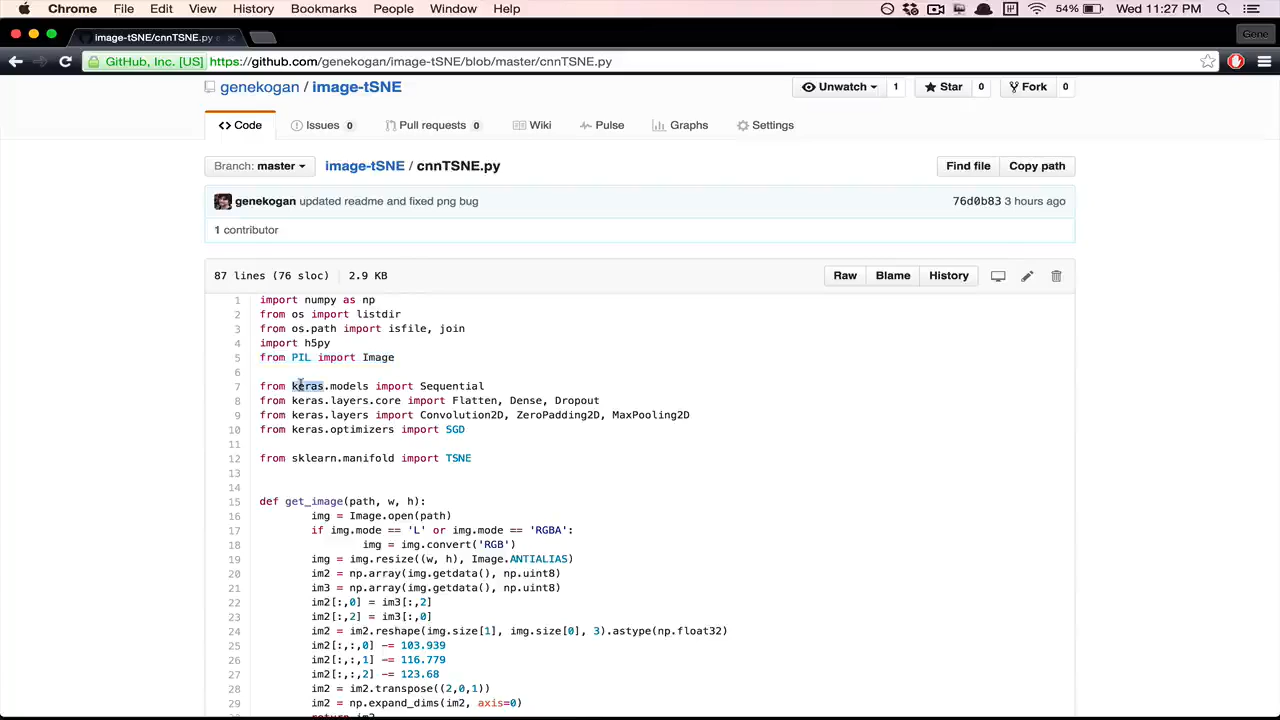 Chrome File Edit View History Bookmarks People Window Help 54% Wed 11:27 PM
image-tSNE/cnnTSNE.py Gene
GitHub, Inc. [US] https://github.com/genekogan/image-tSNE/blob/master/cnnTSNE.py
genekogan / image-tSNE Unwatch 1 Star 0 Fork 0
Code Issues 0 Pull requests 0 Wiki Pulse Graphs Settings
Branch: master image-tSNE / cnnTSNE.py Find file Copy path
genekogan updated readme and fixed png bug 76d0b83 3 hours ago
1 contributor
87 lines (76 sloc) 2.9 KB Raw Blame History
1 import numpy as np
2 from os import listdir
3 from os.path import isfile, join
4 import h5py
5 from PIL import Image
6
7 from keras.models import Sequential
8 from keras.layers.core import Flatten, Dense, Dropout
9 from keras.layers import Convolution2D, ZeroPadding2D, MaxPooling2D
10 from keras.optimizers import SGD
11
12 from sklearn.manifold import TSNE
13
14
15 def get_image(path, w, h):
16 img = Image.open(path)
17 if img.mode == 'L' or img.mode == 'RGBA':
18 img = img.convert('RGB')
19 img = img.resize((w, h), Image.ANTIALIAS)
20 im2 = np.array(img.getdata(), np.uint8)
21 im3 = np.array(img.getdata(), np.uint8)
22 im2[:,0] = im3[:,2]
23 im2[:,2] = im3[:,0]
24 im2 = im2.reshape(img.size[1], img.size[0], 3).astype(np.float32)
25 im2[:,:,0] -= 103.939
26 im2[:,:,1] -= 116.779
27 im2[:,:,2] -= 123.68
28 im2 = im2.transpose((2,0,1))
29 im2 = np.expand_dims(im2, axis=0)
return im2